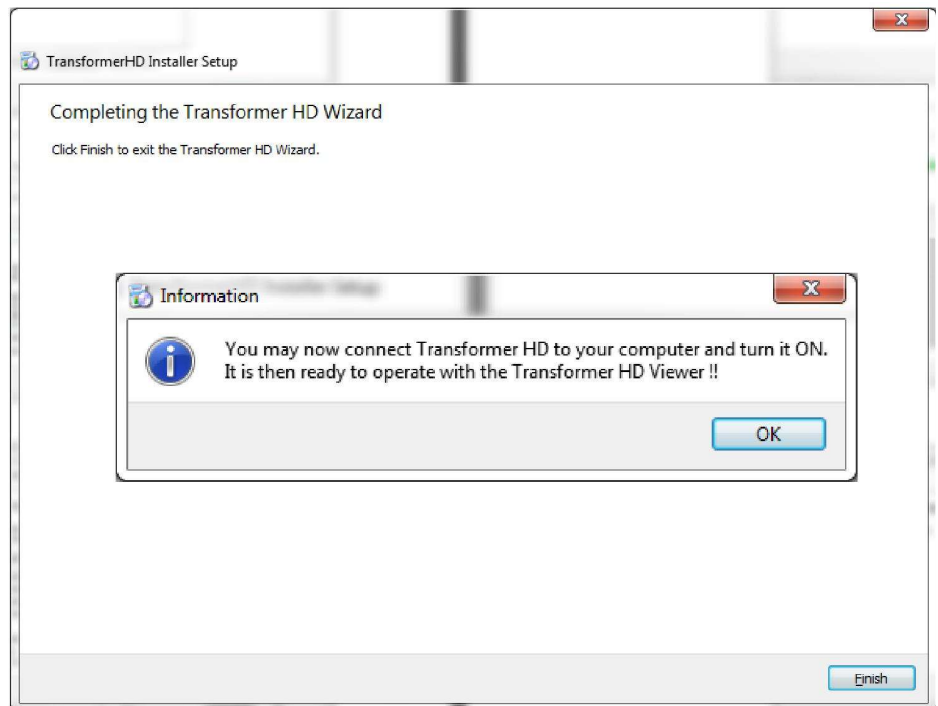 TransformerHD Installer Setup
Completing the Transformer HD Wizard
Click Finish to exit the Transformer HD Wizard.
Information
You may now connect Transformer HD to your computer and turn it ON.
It is then ready to operate with the Transformer HD Viewer !!
OK
Finish